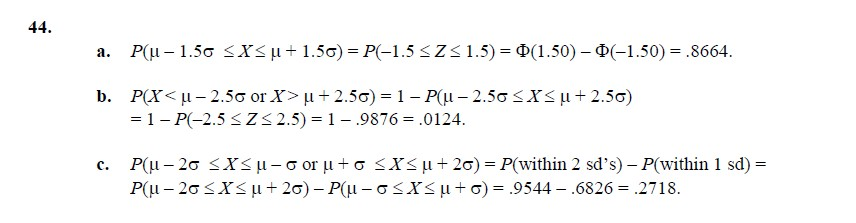 44.
a. P(μ – 1.5σ ≤X≤ μ + 1.5σ) = P(–1.5 ≤ Z ≤ 1.5) = Φ(1.50) – Φ(–1.50) = .8664.
b. P(X < μ – 2.5σ or X > μ + 2.5σ) = 1 – P(μ – 2.5σ ≤ X ≤ μ + 2.5σ)
= 1 – P(–2.5 ≤ Z ≤ 2.5) = 1 – .9876 = .0124.
c. P(μ – 2σ ≤X≤ μ – σ or μ + σ ≤X≤ μ + 2σ) = P(within 2 sd’s) – P(within 1 sd) =
P(μ – 2σ ≤ X ≤ μ + 2σ) – P(μ – σ ≤ X ≤ μ + σ) = .9544 – .6826 = .2718.